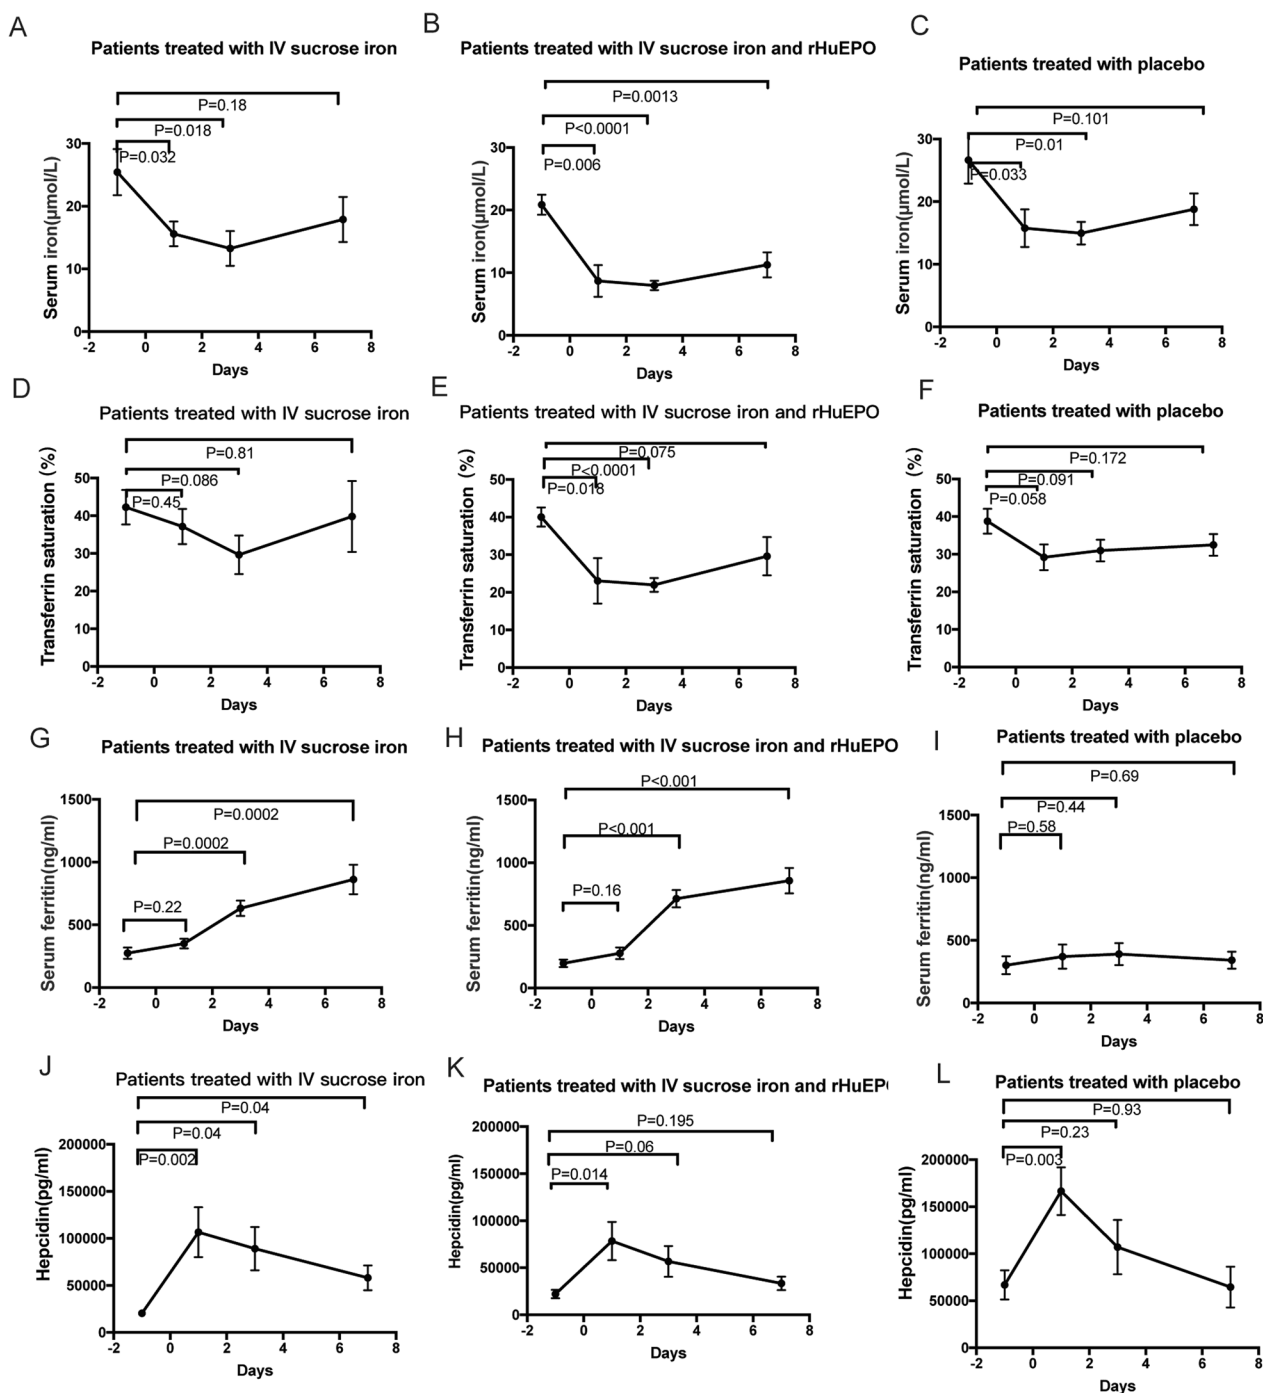 A
Patients treated with IV sucrose iron
P=0.18
P=0.018
P=0.032
Serum iron(μmol/L)
30
20
10
0
-2 0 2 4 6 8
Days
B
Patients treated with IV sucrose iron and rHuEPO
P=0.0013
P<0.0001
P=0.006
Serum iron(μmol/L)
30
20
10
0
-2 0 2 4 6 8
Days
C
Patients treated with placebo
P=0.101
P=0.01
P=0.033
Serum iron(μmol/L)
30
20
10
0
-2 0 2 4 6 8
Days
D
Patients treated with IV sucrose iron
P=0.81
P=0.086
P=0.45
Transferrin saturation (%)
50
40
30
20
10
0
-2 0 2 4 6 8
Days
E
Patients treated with IV sucrose iron and rHuEPO
P=0.075
P<0.0001
P=0.018
Transferrin saturation (%)
50
40
30
20
10
0
-2 0 2 4 6 8
Days
F
Patients treated with placebo
P=0.172
P=0.091
P=0.058
Transferrin saturation (%)
50
40
30
20
10
0
-2 0 2 4 6 8
Days
G
Patients treated with IV sucrose iron
P=0.0002
P=0.0002
P=0.22
Serum ferritin(ng/ml)
1500
1000
500
0
-2 0 2 4 6 8
Days
H
Patients treated with IV sucrose iron and rHuEPO
P<0.001
P<0.001
P=0.16
Serum ferritin(ng/ml)
1500
1000
500
0
-2 0 2 4 6 8
Days
I
Patients treated with placebo
P=0.69
P=0.44
P=0.58
Serum ferritin(ng/ml)
1500
1000
500
0
-2 0 2 4 6 8
Days
J
Patients treated with IV sucrose iron
P=0.04
P=0.04
P=0.002
Hepcidin(pg/ml)
200000
150000
100000
50000
0
-2 0 2 4 6 8
Days
K
Patients treated with IV sucrose iron and rHuEP
P=0.195
P=0.06
P=0.014
Hepcidin(pg/ml)
200000
150000
100000
50000
0
-2 0 2 4 6 8
Days
L
Patients treated with placebo
P=0.93
P=0.23
P=0.003
Hepcidin(pg/ml)
200000
150000
100000
50000
0
-2 0 2 4 6 8
Days